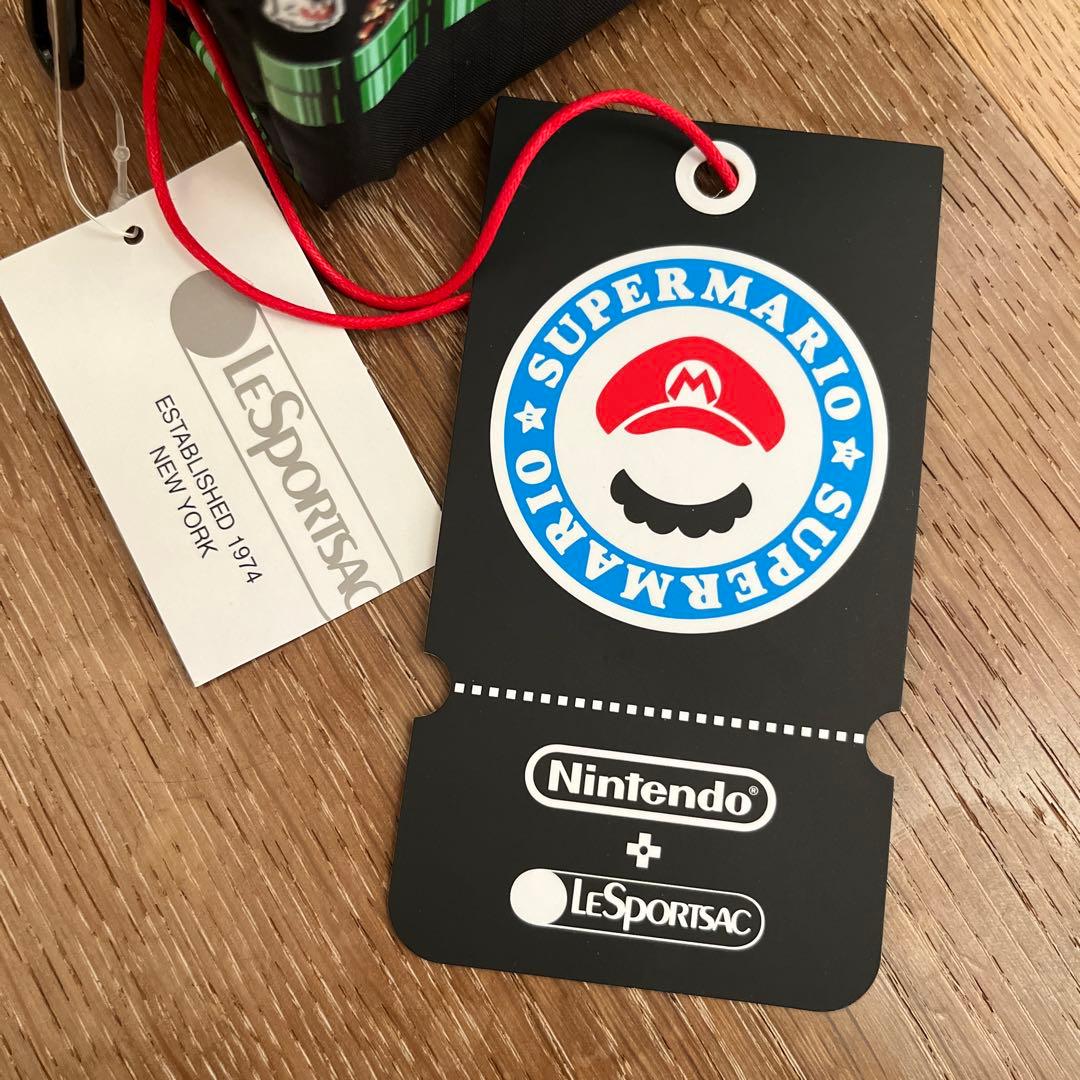 LESPORTSAC
ESTABLISHED 1974
NEW YORK
SUPERMARIO
SUPERMARIO
M
Nintendo®
+
LESPORTSAC